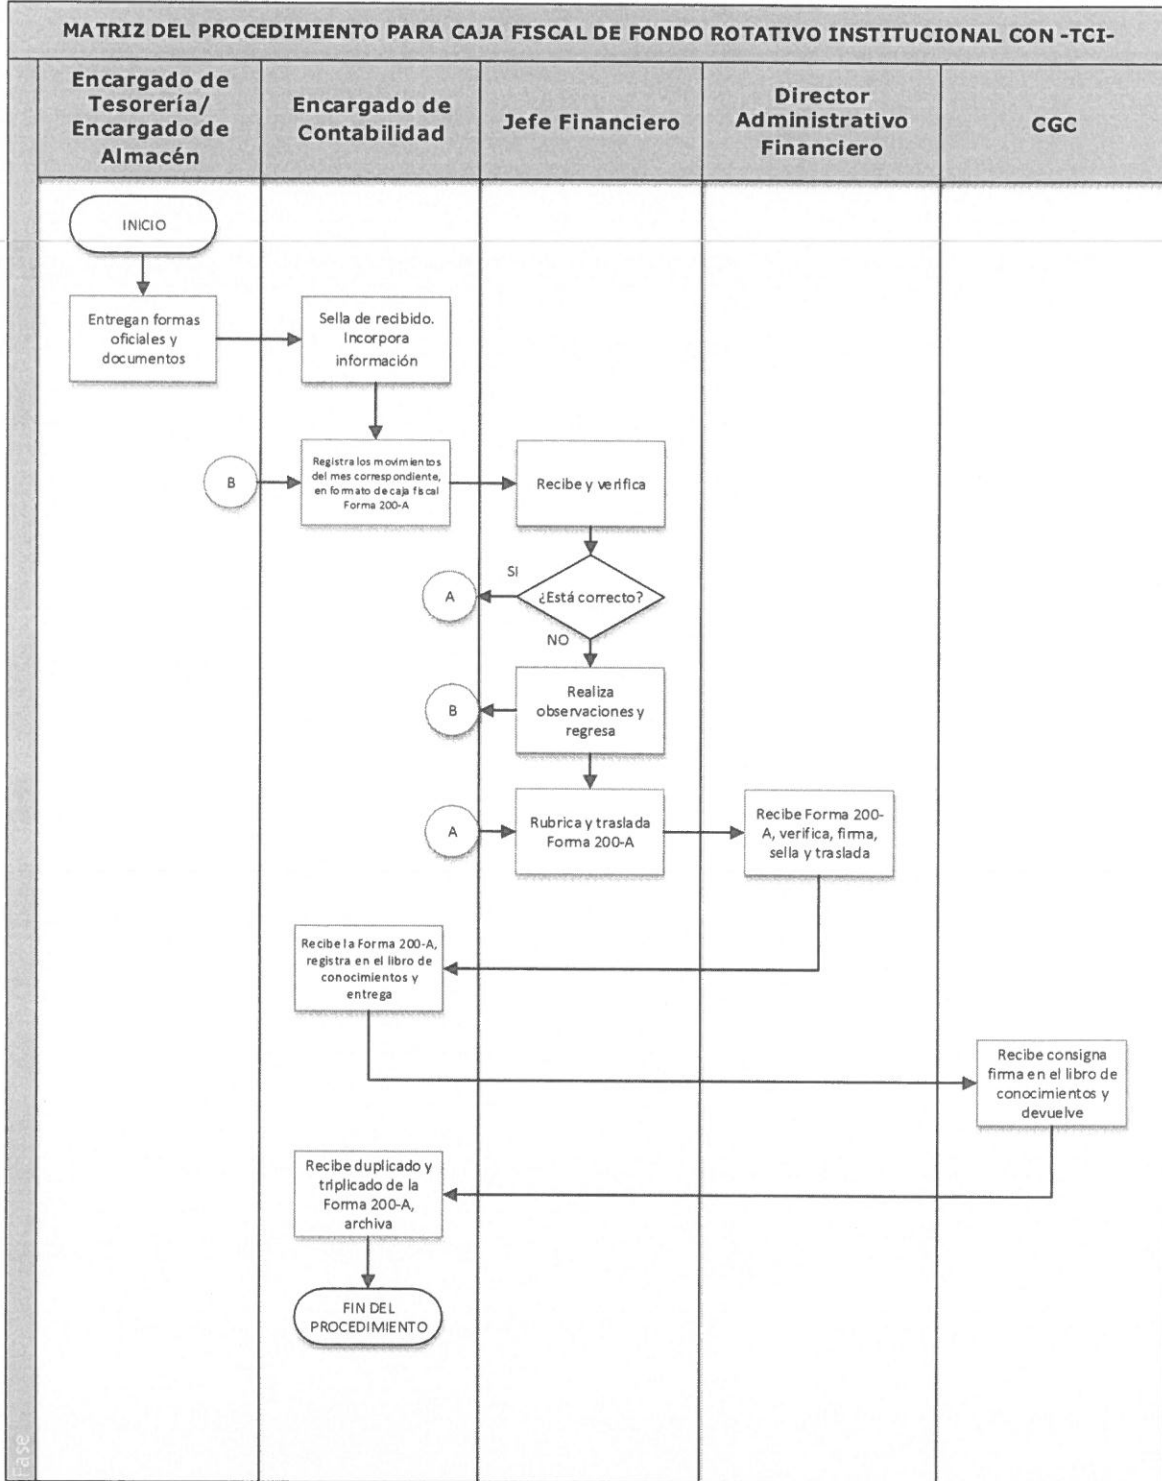 MATRIZ DEL PROCEDIMIENTO PARA CAJA FISCAL DE FONDO ROTATIVO INSTITUCIONAL CON -TCI-
Encargado de
Tesorería/
Encargado de
Almacén
Encargado de
Contabilidad
Jefe Financiero
Director
Administrativo
Financiero
CGC
INICIO
Entregan formas
oficiales y
documentos
Sella de recibido.
Incorpora
información
B
Registra los movimientos
del mes correspondiente,
en formato de caja fiscal
Forma 200-A
Recibe y verifica
SI
A
¿Está correcto?
NO
B
Realiza
observaciones y
regresa
A
Rubrica y traslada
Forma 200-A
Recibe Forma 200-
A, verifica, firma,
sella y traslada
Recibe la Forma 200-A,
registra en el libro de
conocimientos y
entrega
Recibe consigna
firma en el libro de
conocimientos y
devuelve
Recibe duplicado y
triplicado de la
Forma 200-A,
archiva
FIN DEL
PROCEDIMIENTO
Fase